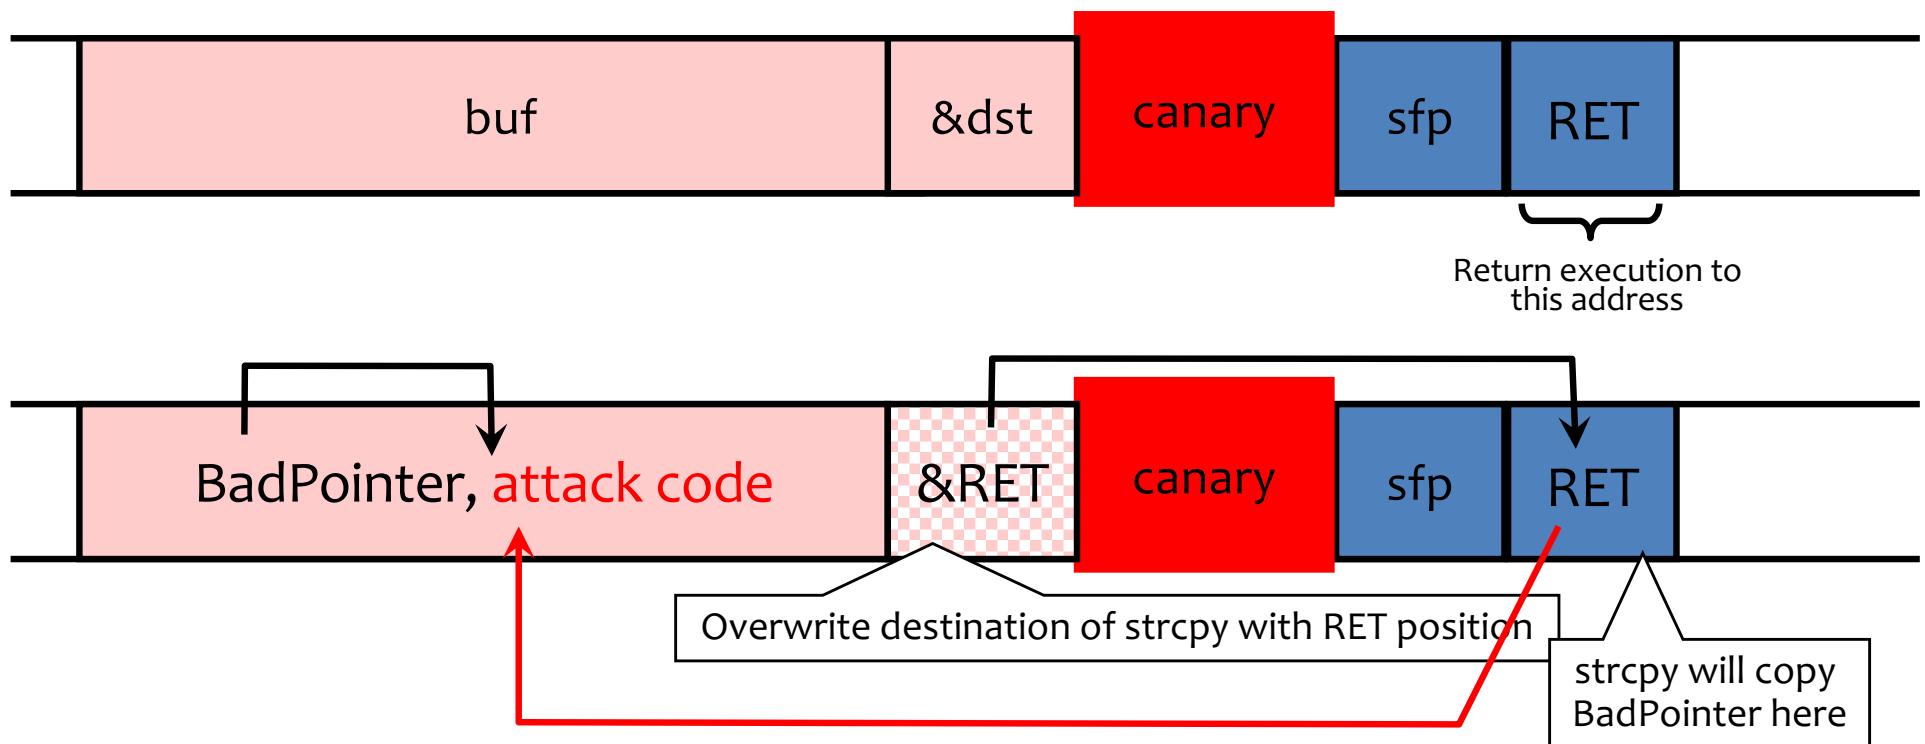 buf
&dst
canary
sfp
RET
Return execution to
this address
BadPointer, attack code
&RET
canary
sfp
RET
Overwrite destination of strcpy with RET position
strcpy will copy
BadPointer here